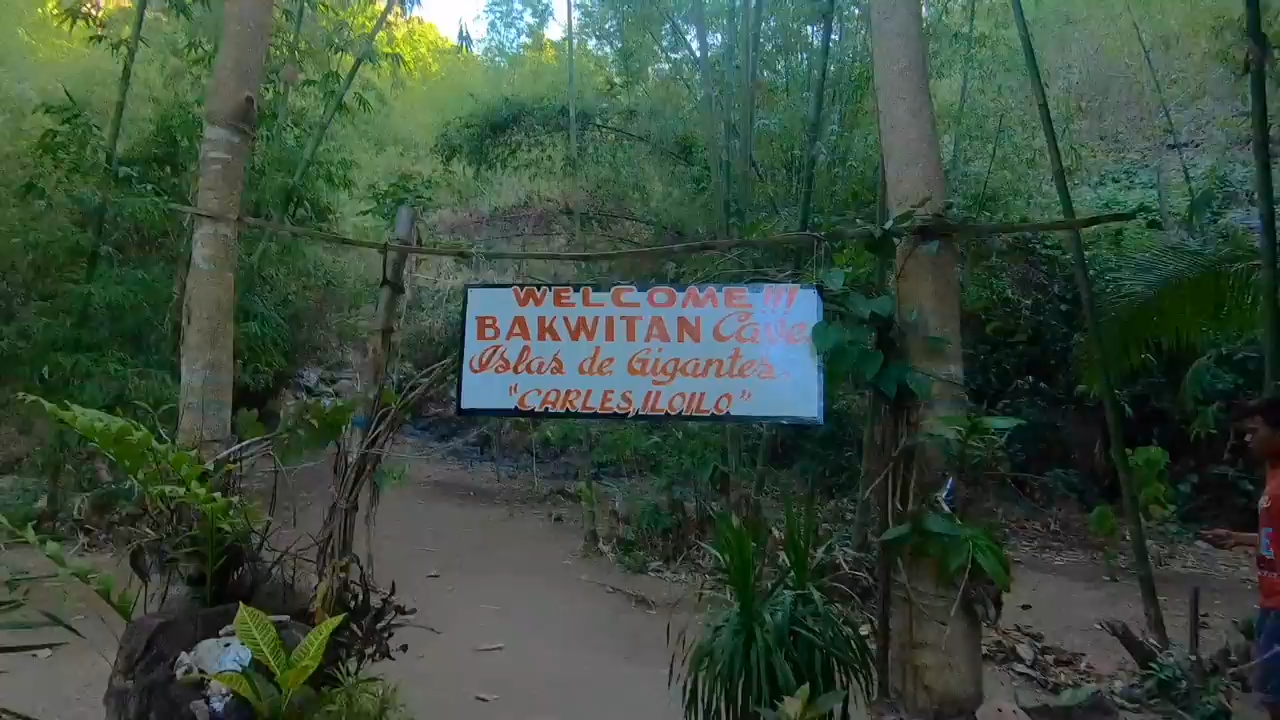 WELCOME !!!
BAKWITAN Cave
Islas de Gigantes.
"CARLES, ILOILO"